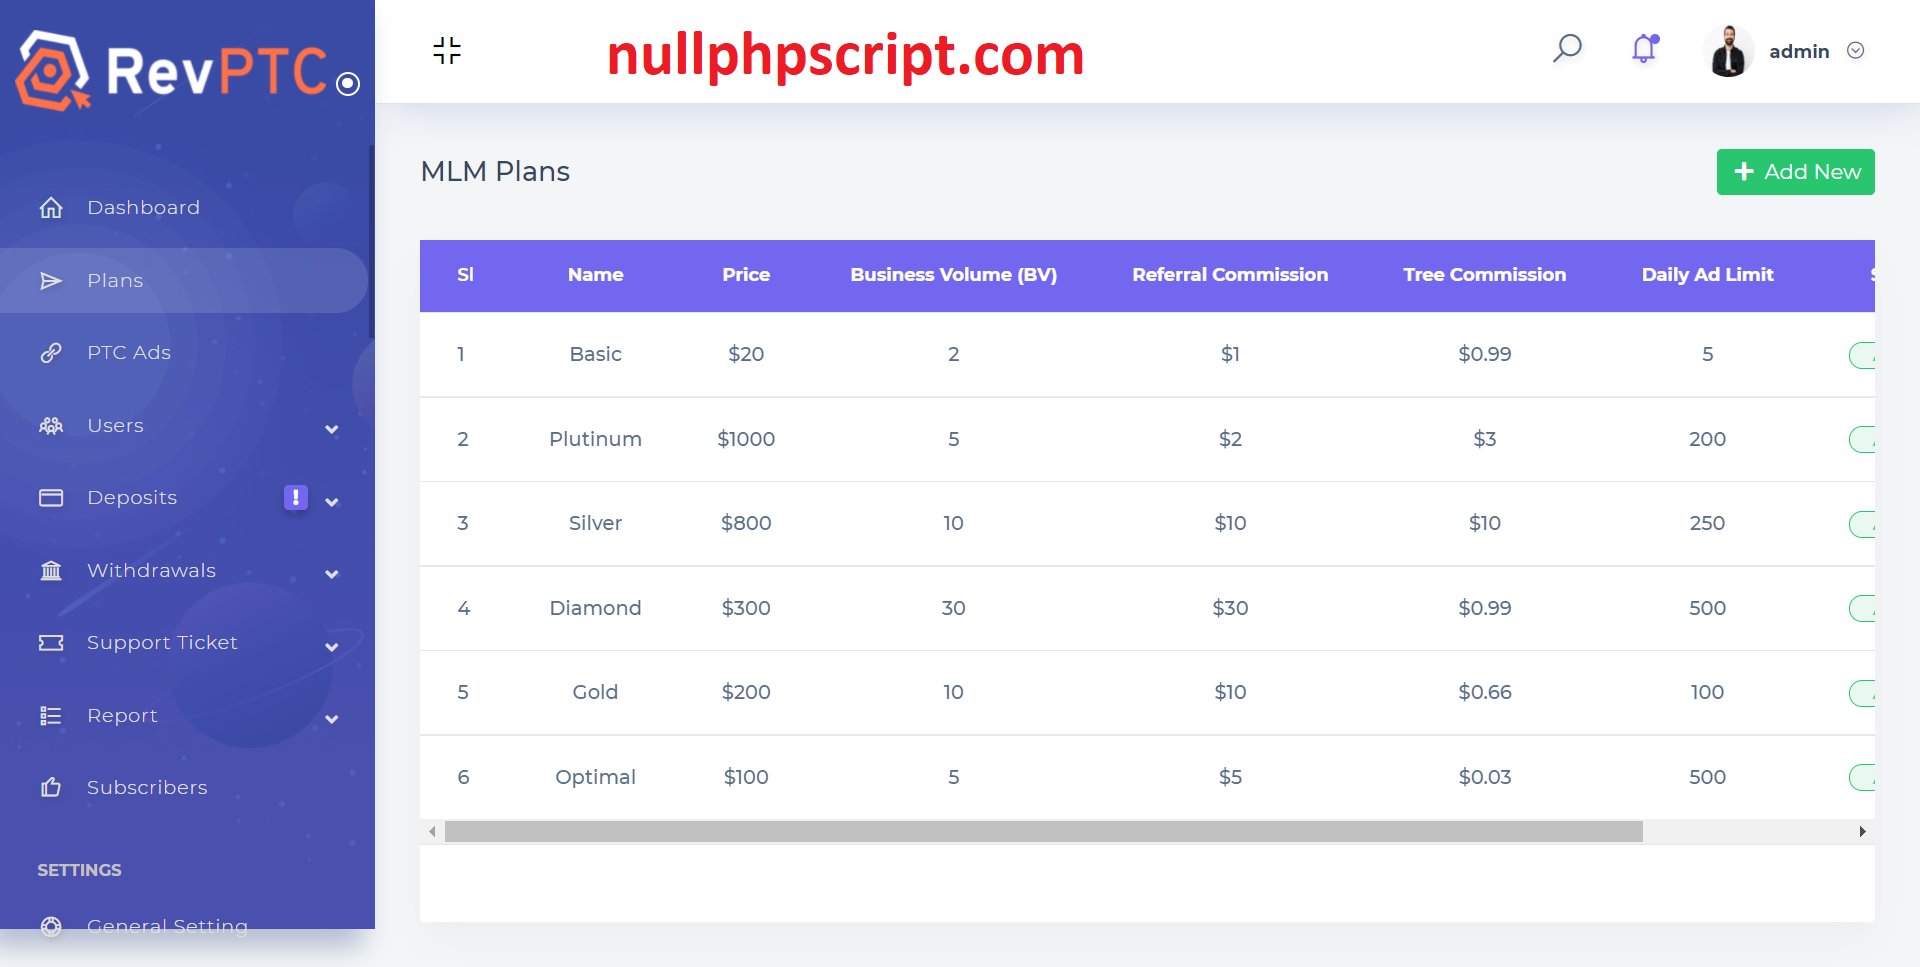 RevPTC
nullphpscript.com
admin
Dashboard
Plans
PTC Ads
Users
Deposits
!
Withdrawals
Support Ticket
Report
Subscribers
SETTINGS
General Setting
MLM Plans
Add New
Sl Name Price Business Volume (BV) Referral Commission Tree Commission Daily Ad Limit
1 Basic $20 2 $1 $0.99 5
2 Plutinum $1000 5 $2 $3 200
3 Silver $800 10 $10 $10 250
4 Diamond $300 30 $30 $0.99 500
5 Gold $200 10 $10 $0.66 100
6 Optimal $100 5 $5 $0.03 500